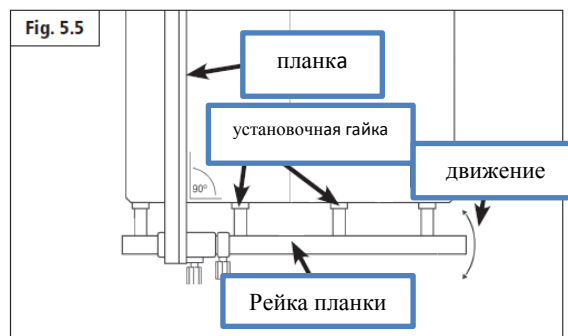 Fig. 5.5
планка
установочная гайка
движение
90°
Рейка планки